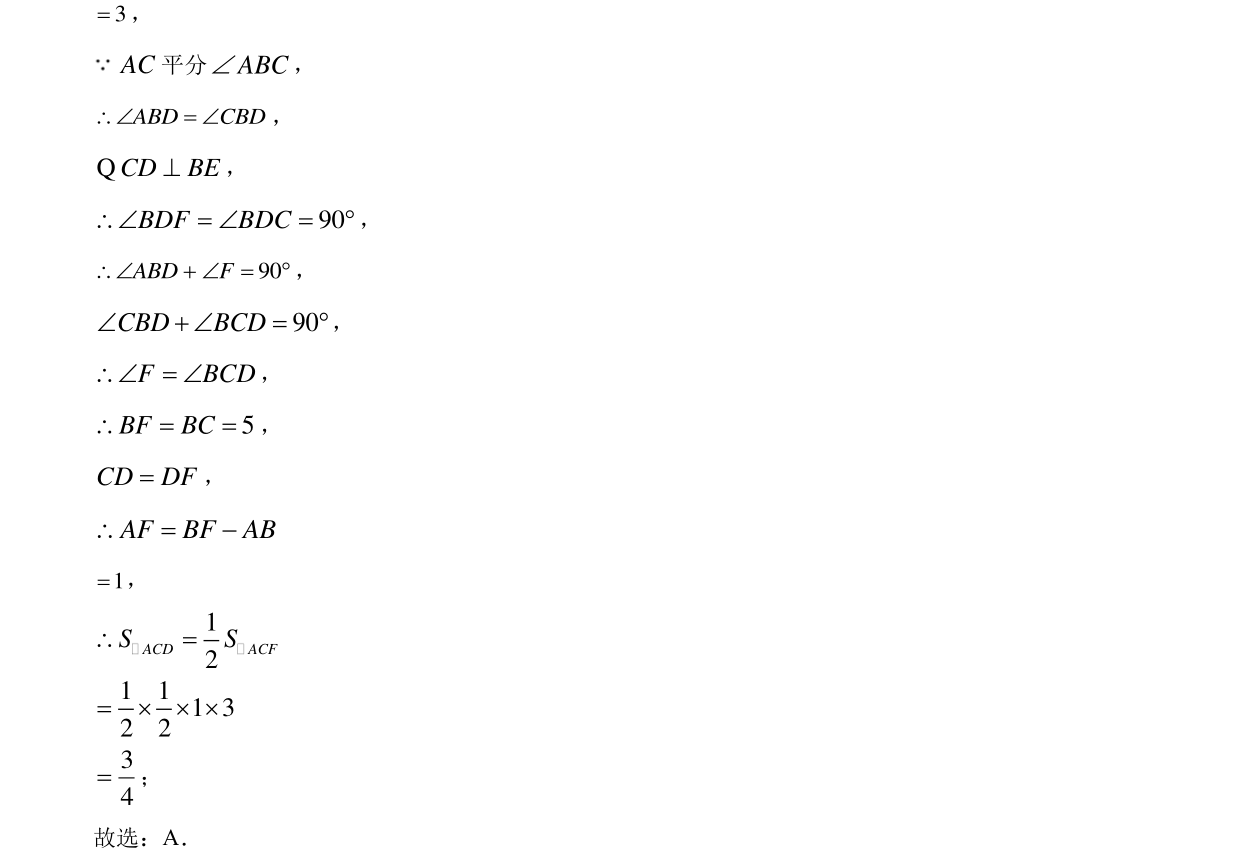 =3，
∵ AC 平分∠ABC，
∴∠ABD=∠CBD，
Q CD⊥BE，
∴∠BDF=∠BDC=90°，
∴∠ABD+∠F=90°，
∠CBD+∠BCD=90°，
∴∠F=∠BCD，
∴BF=BC=5，
CD=DF，
∴AF=BF−AB
=1，
∴S□ACD=1/2 S□ACF
=1/2×1/2×1×3
=3/4；
故选：A．